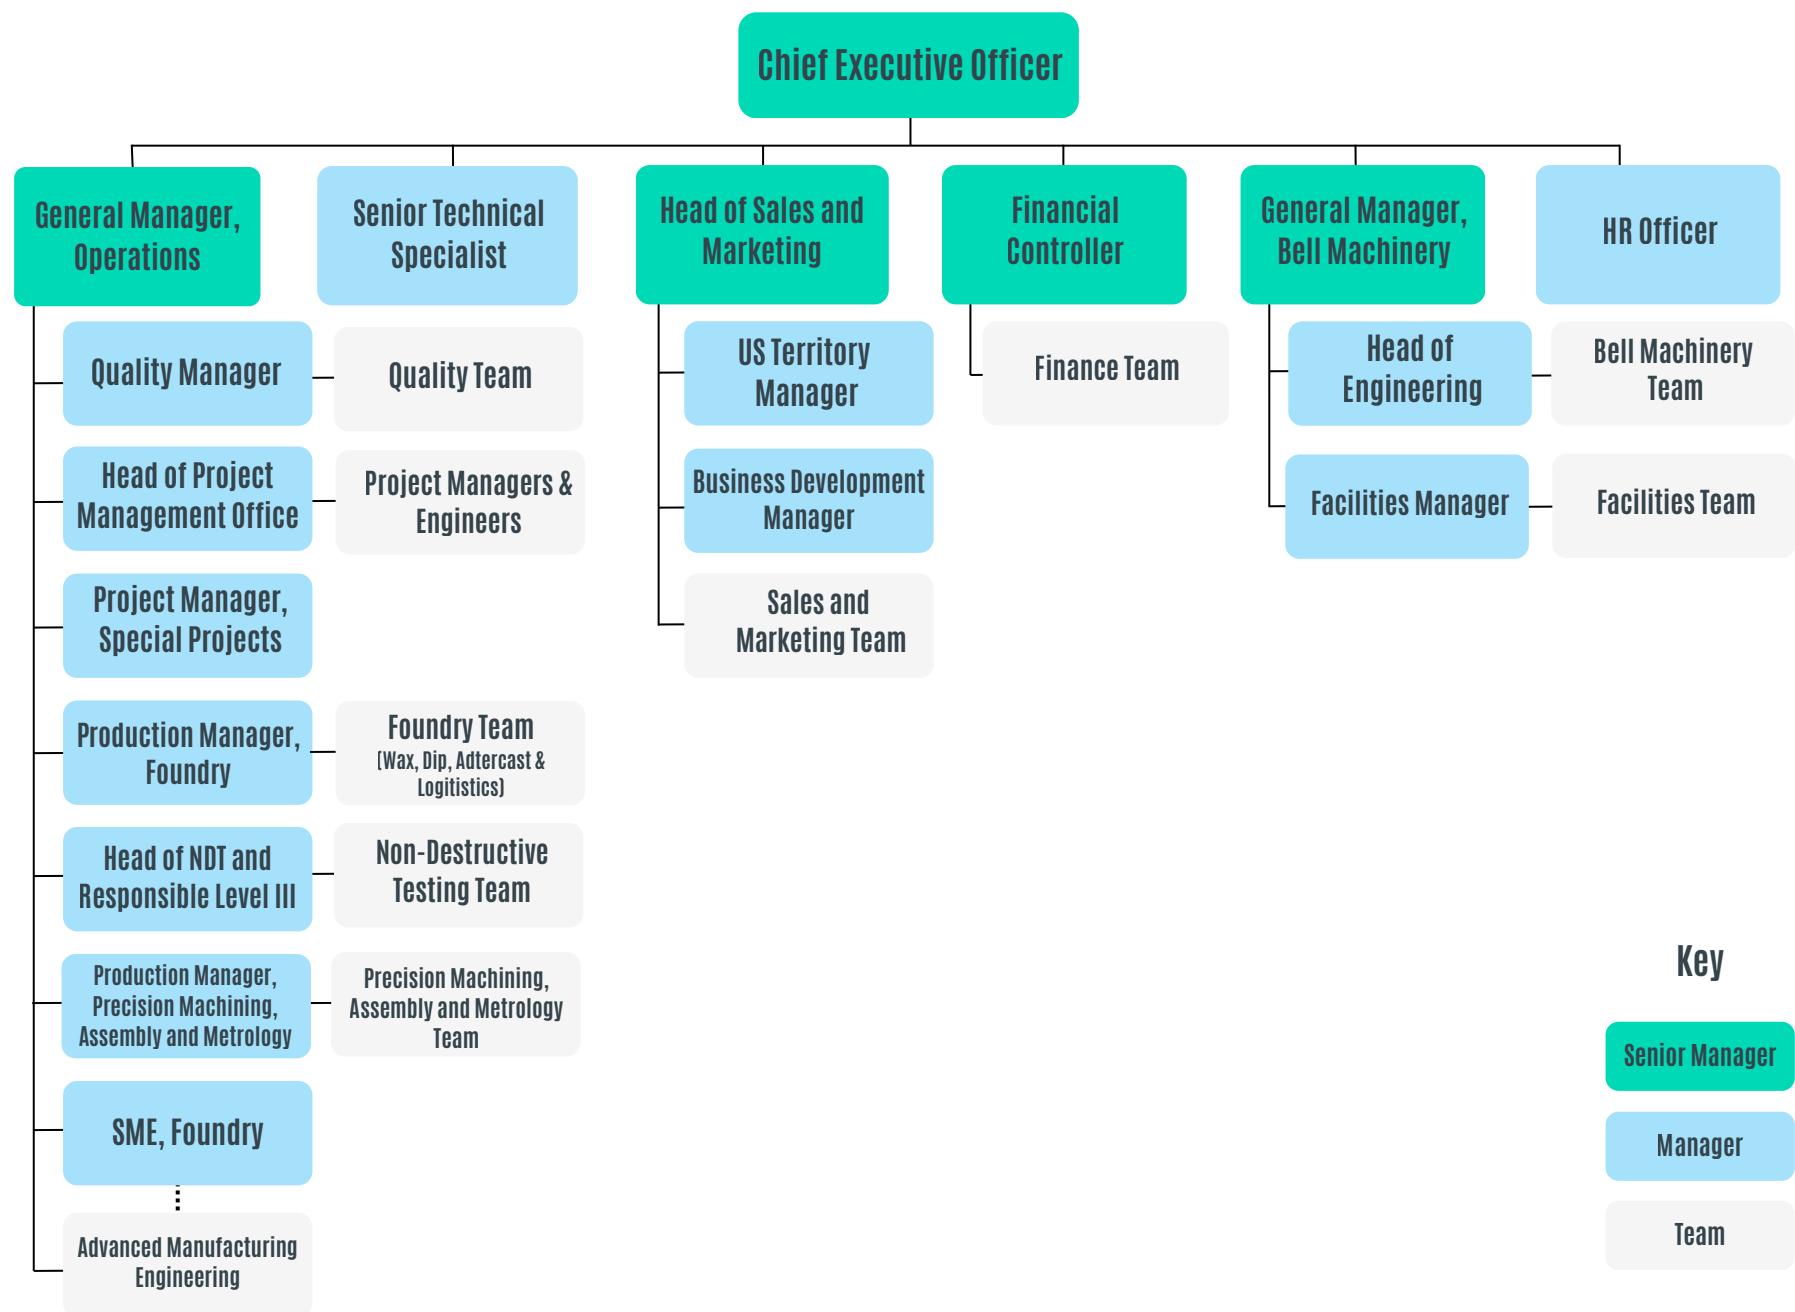 Chief Executive Officer
General Manager,
Operations
Senior Technical
Specialist
Head of Sales and
Marketing
Financial
Controller
General Manager,
Bell Machinery
HR Officer
Quality Manager
Quality Team
US Territory
Manager
Finance Team
Head of
Engineering
Bell Machinery
Team
Head of Project
Management Office
Project Managers &
Engineers
Business Development
Manager
Facilities Manager
Facilities Team
Project Manager,
Special Projects
Sales and
Marketing Team
Production Manager,
Foundry
Foundry Team
(Wax, Dip, Adtercast &
Logitistics)
Head of NDT and
Responsible Level III
Non-Destructive
Testing Team
Production Manager,
Precision Machining,
Assembly and Metrology
Precision Machining,
Assembly and Metrology
Team
SME, Foundry
Advanced Manufacturing
Engineering
Key
Senior Manager
Manager
Team